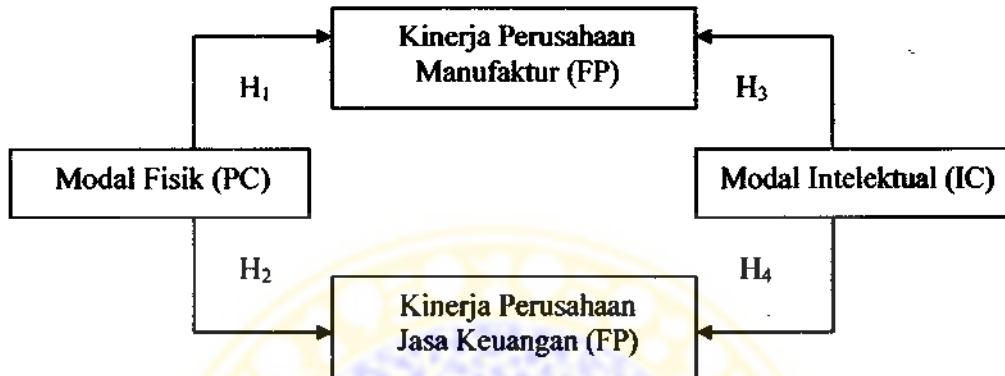 Kinerja Perusahaan
Manufaktur (FP)
H₁
H₃
Modal Fisik (PC)
Modal Intelektual (IC)
H₂
H₄
Kinerja Perusahaan
Jasa Keuangan (FP)